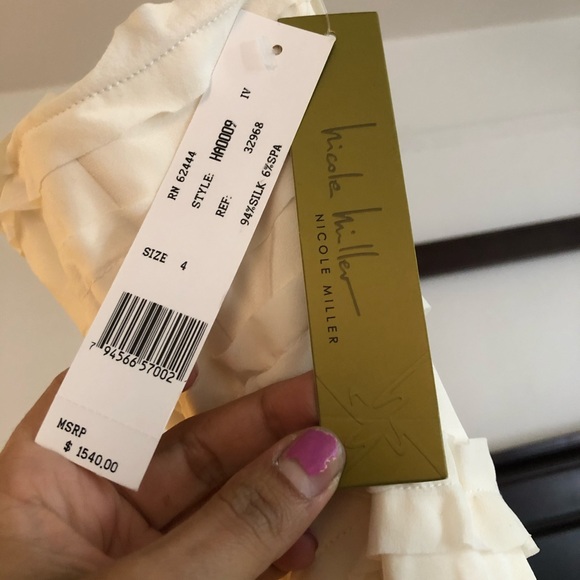 RN 62444
STYLE: HA0009 IV
REF: 32968
94%SILK 6%SPA
SIZE 4
7 94566 57002
MSRP
$ 1540.00
nicole miller
NICOLE MILLER